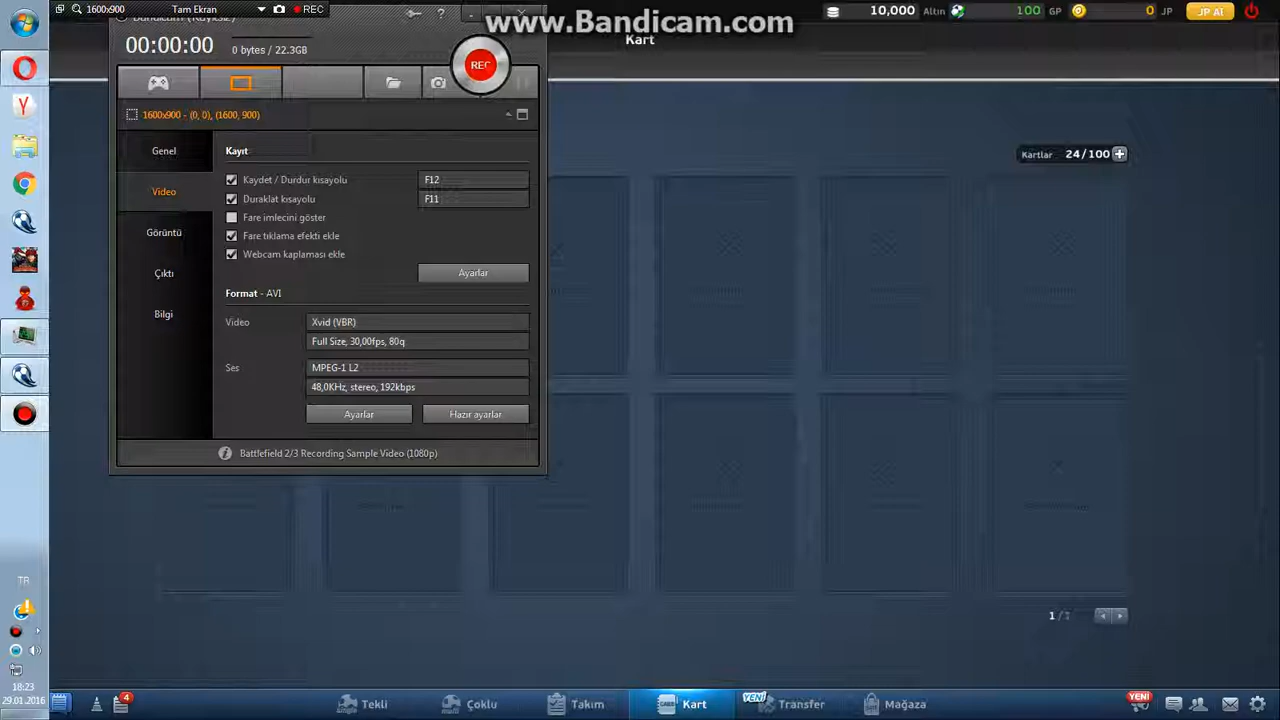 1600x900 Tam Ekran REC
www.Bandicam.com
10,000 Altın 100 GP 0 JP JP Al
00:00:00
0 bytes / 22.3GB
REC
Kart
1600x900 - (0, 0), (1600, 900)
Genel
Video
Görüntü
Çıktı
Bilgi
Kayıt
Kaydet / Durdur kısayolu F12
Duraklat kısayolu F11
Fare imlecini göster
Fare tıklama efekti ekle
Webcam kaplaması ekle
Ayarlar
Format - AVI
Video Xvid (VBR)
Full Size, 30,00fps, 80q
Ses MPEG-1 L2
48,0KHz, stereo, 192kbps
Ayarlar Hazır ayarlar
Battlefield 2/3 Recording Sample Video (1080p)
Kartlar 24/100
1 / 
TR
18:23
29.01.2016
4
Tekli
Çoklu
Takım
Kart
YENİ
Transfer
Mağaza
YENİ